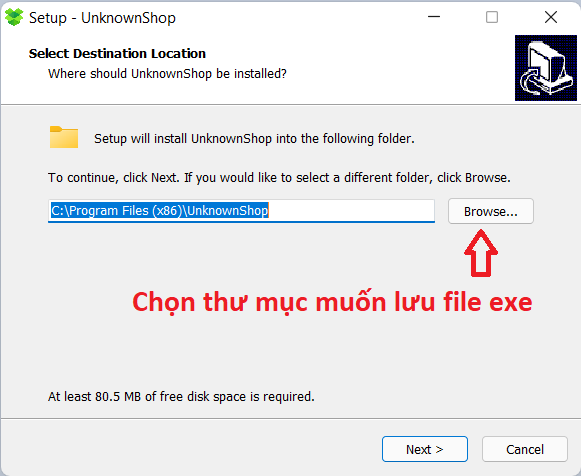 Setup - UnknownShop
Select Destination Location
Where should UnknownShop be installed?
Setup will install UnknownShop into the following folder.
To continue, click Next. If you would like to select a different folder, click Browse.
C:\Program Files (x86)\UnknownShop
Browse...
Chọn thư mục muốn lưu file exe
At least 80.5 MB of free disk space is required.
Next >
Cancel